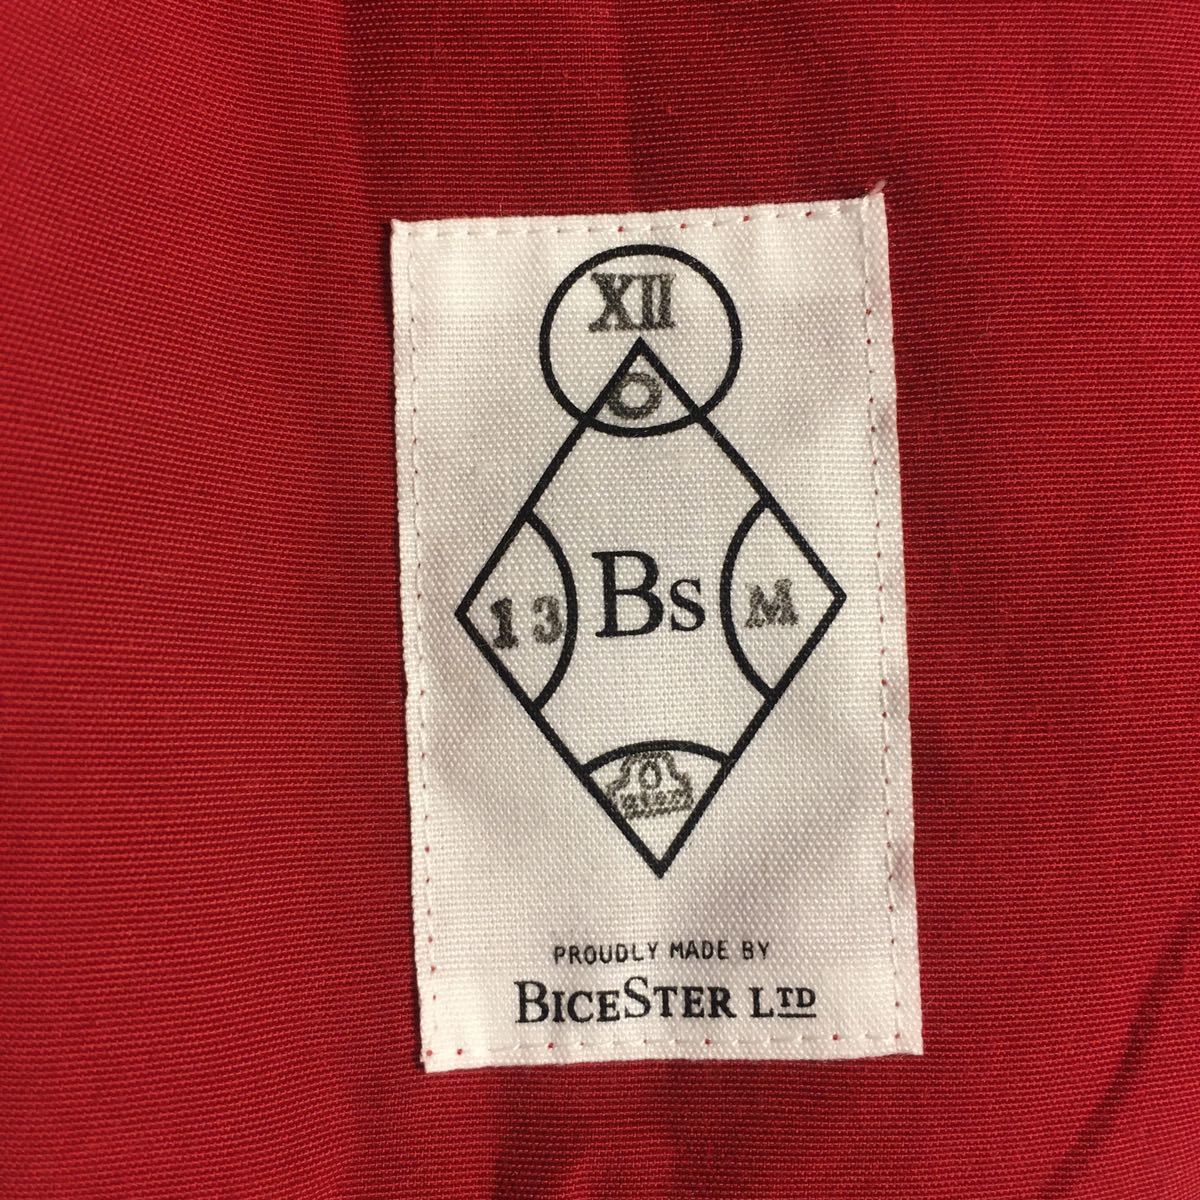 XII
O
13 Bs M
PROUDLY MADE BY
BICESTER LTD